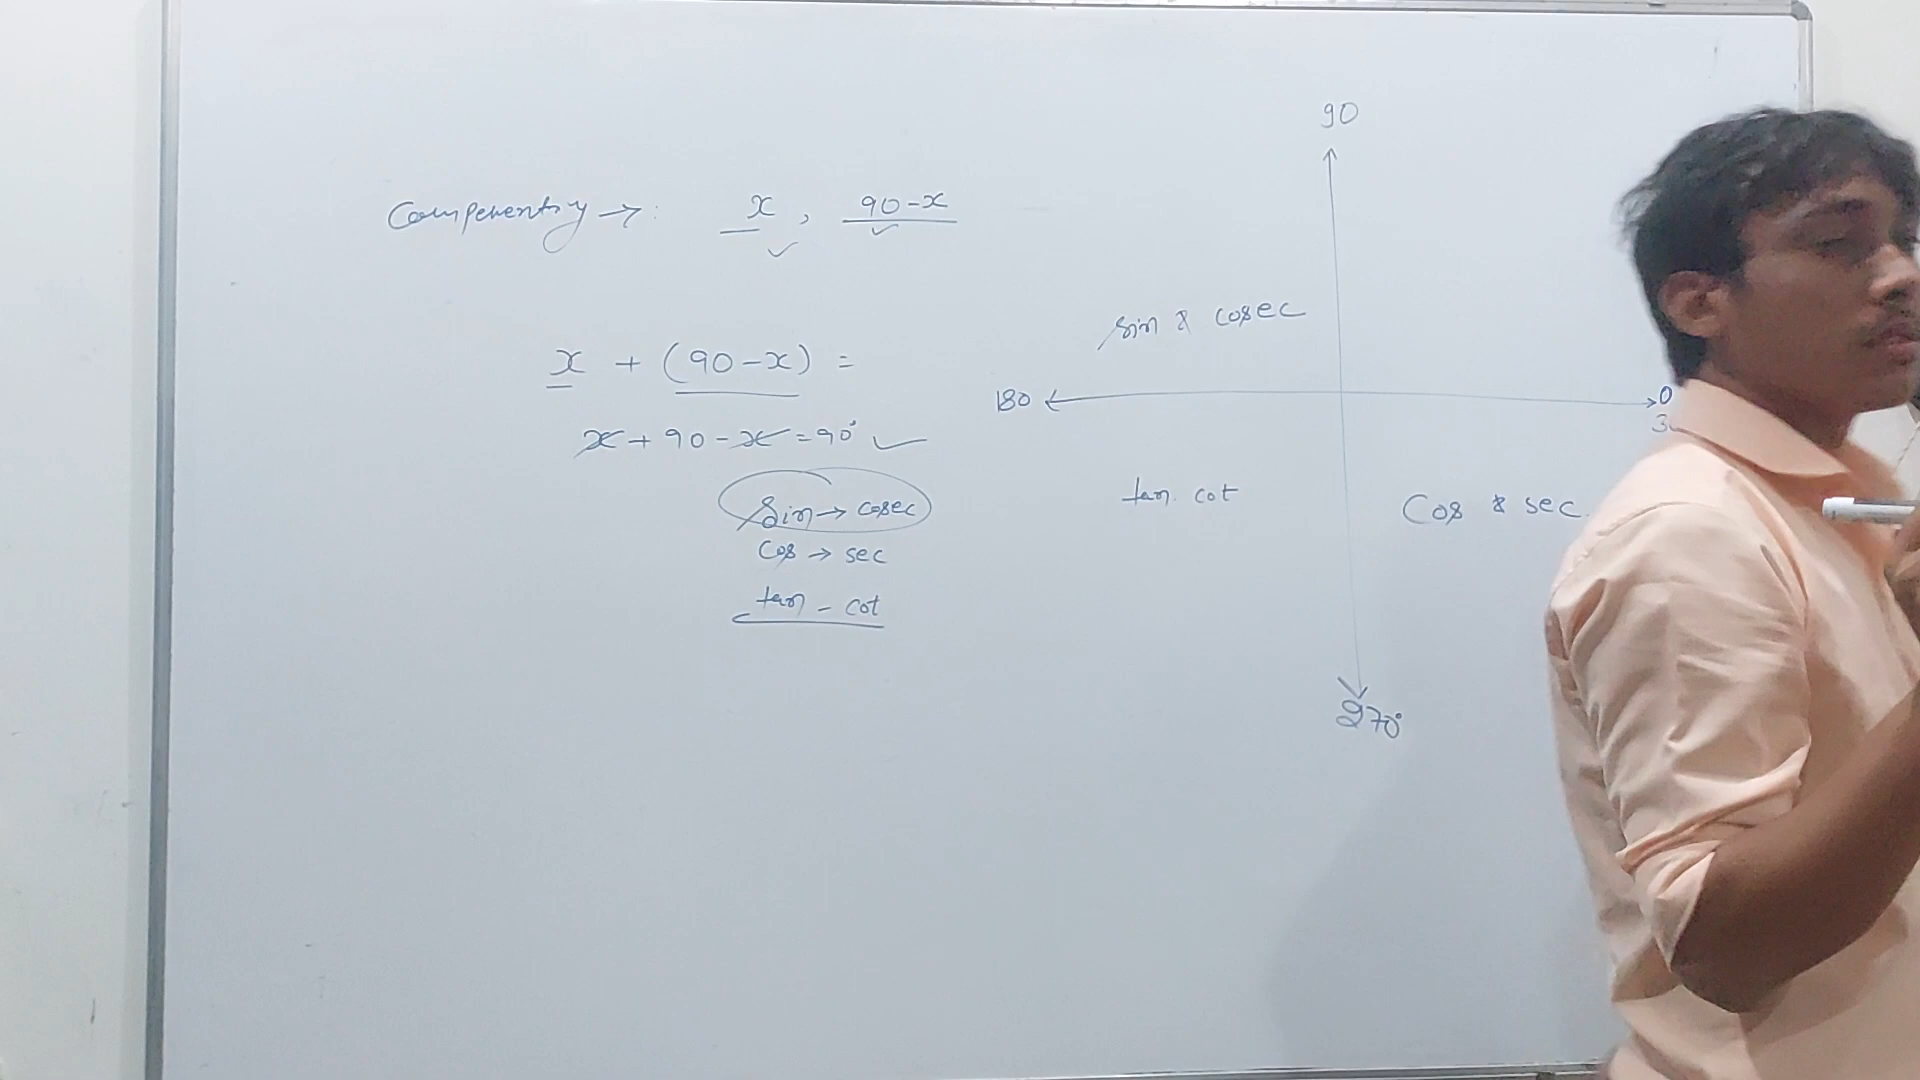 90
Compementry →: x, 90-x
sin & cosec
x + (90-x) =
180
0
x + 90 - x = 90° ✓
sin → cosec
tan. cot
cos & sec.
cos → sec
tan - cot
270°